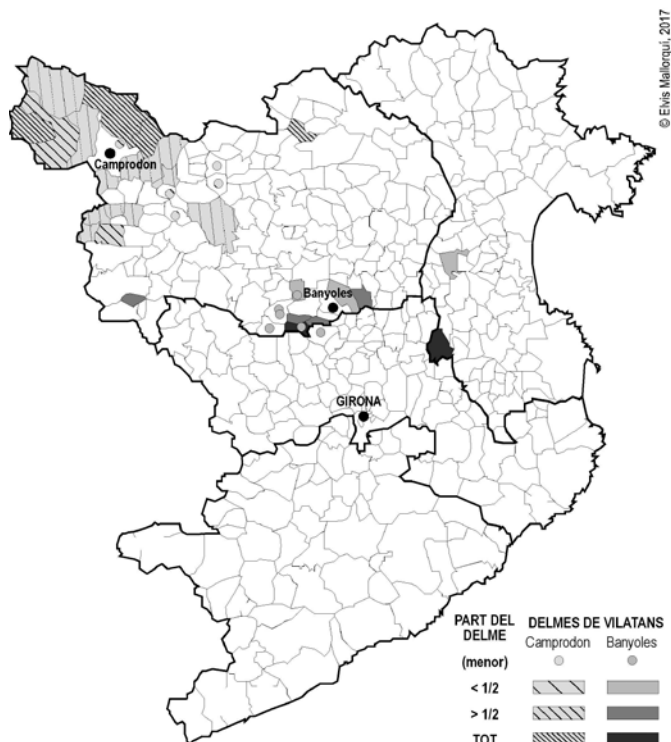 © Elvis Mallorquí, 2017
Camprodon
Banyoles
GIRONA
PART DEL DELME
DELMES DE VILATANS
Camprodon Banyoles
(menor)
< 1/2
> 1/2
TOT